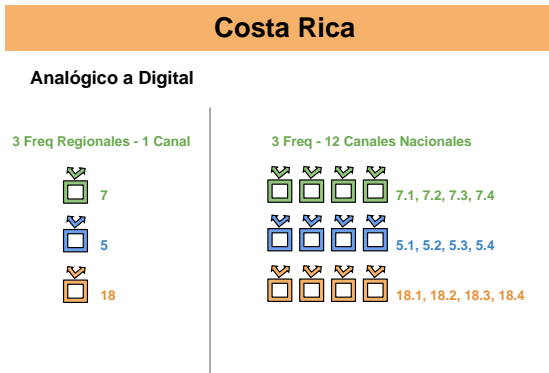 Costa Rica
Analógico a Digital
3 Freq Regionales - 1 Canal
7
5
18
3 Freq - 12 Canales Nacionales
7.1, 7.2, 7.3, 7.4
5.1, 5.2, 5.3, 5.4
18.1, 18.2, 18.3, 18.4